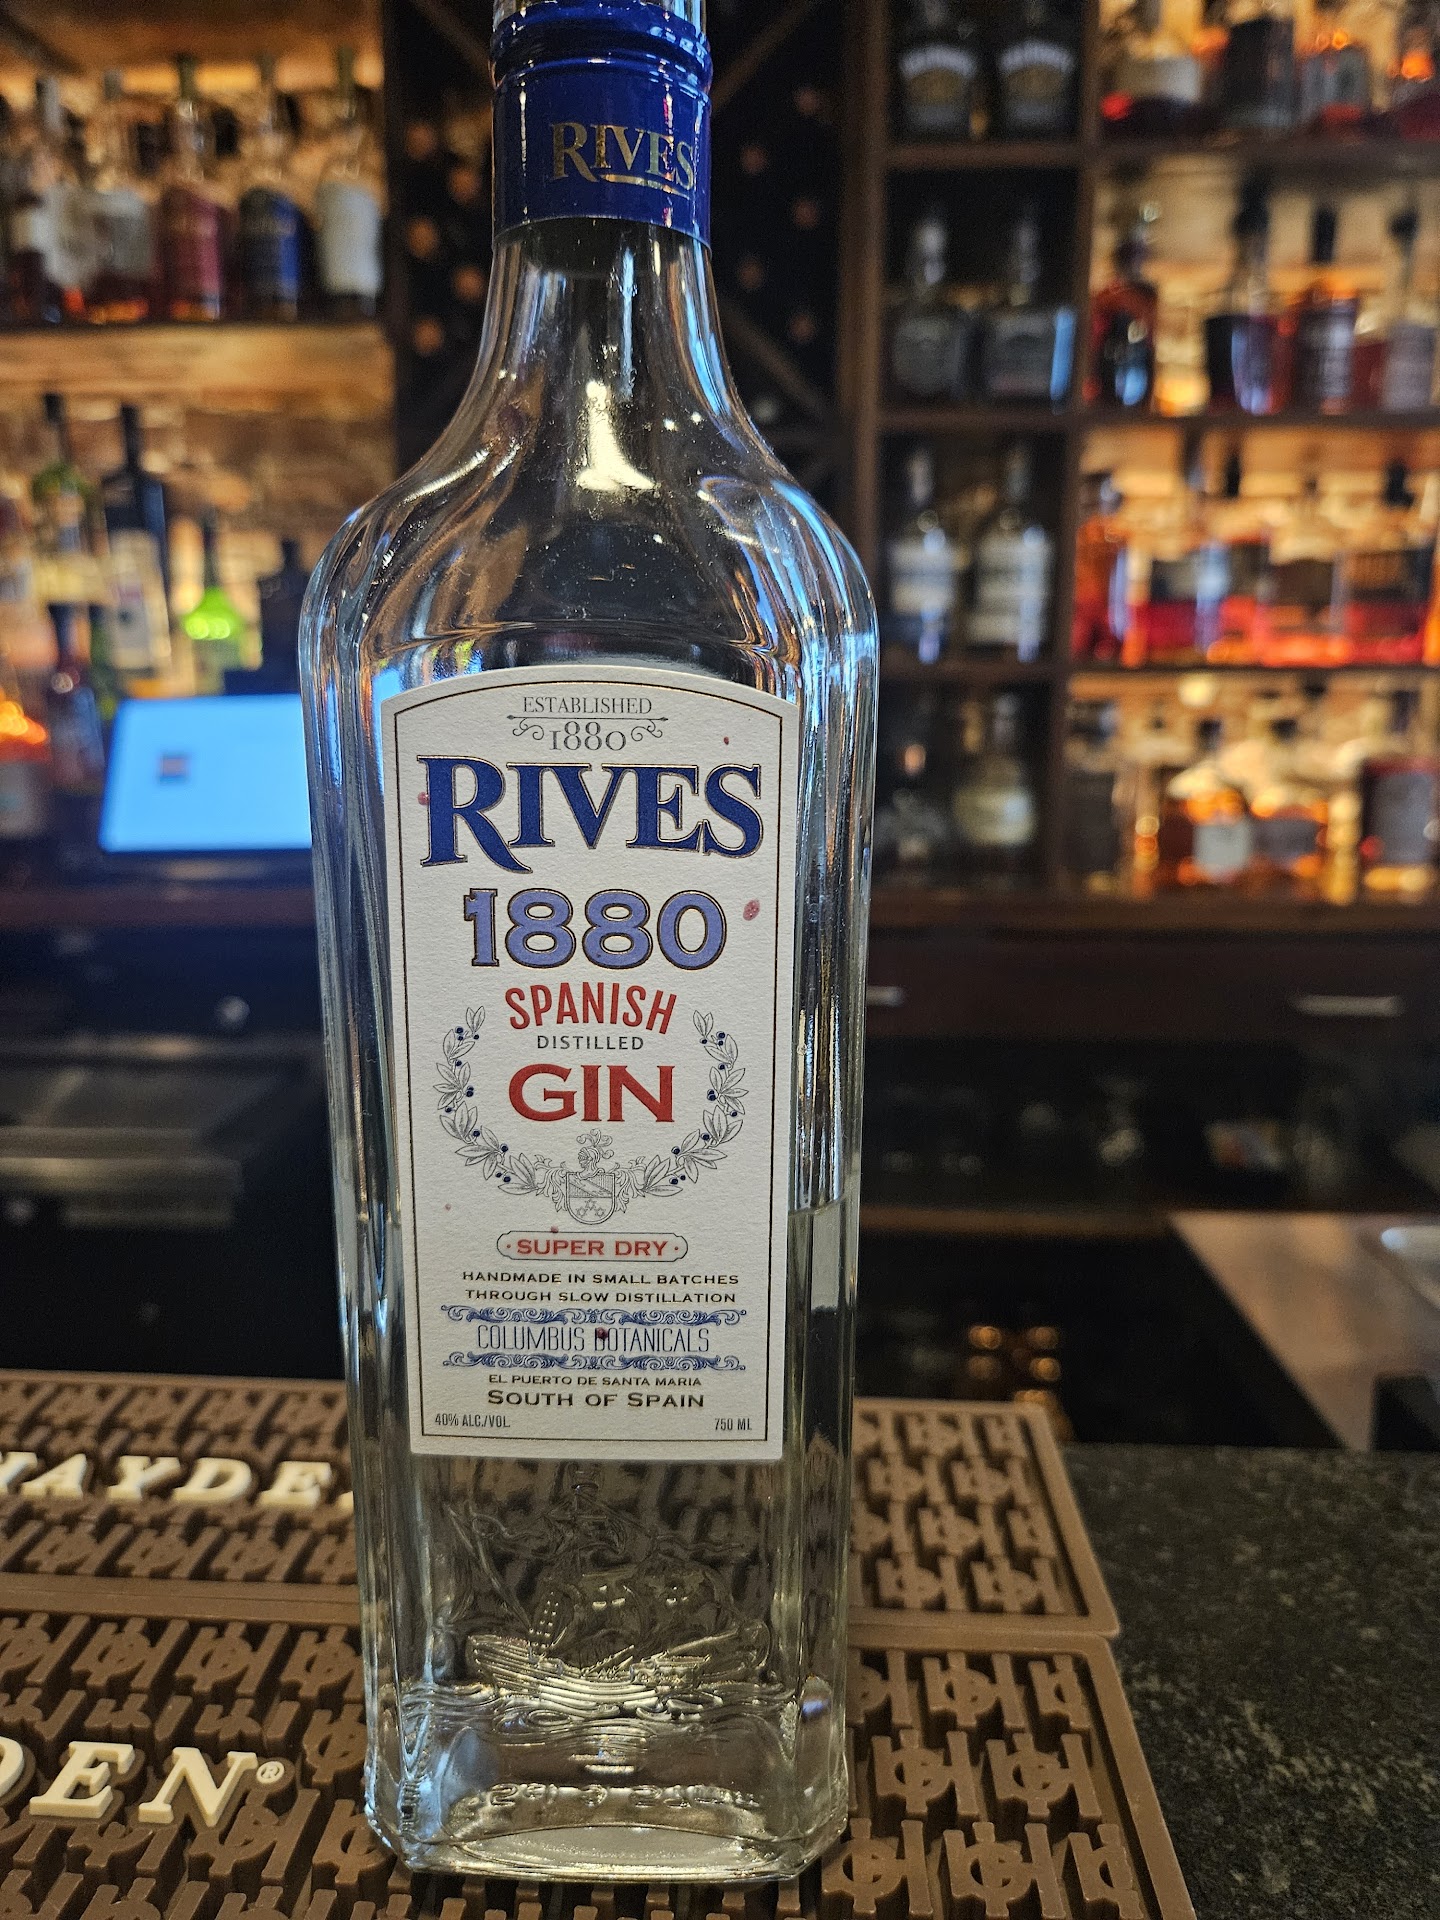 RIVES
ESTABLISHED
1880
RIVES
1880
SPANISH
DISTILLED
GIN
SUPER DRY
HANDMADE IN SMALL BATCHES
THROUGH SLOW DISTILLATION
COLUMBUS BOTANICALS
EL PUERTO DE SANTA MARIA
SOUTH OF SPAIN
40% ALC./VOL. 750 ML
HAYDE
DEN®